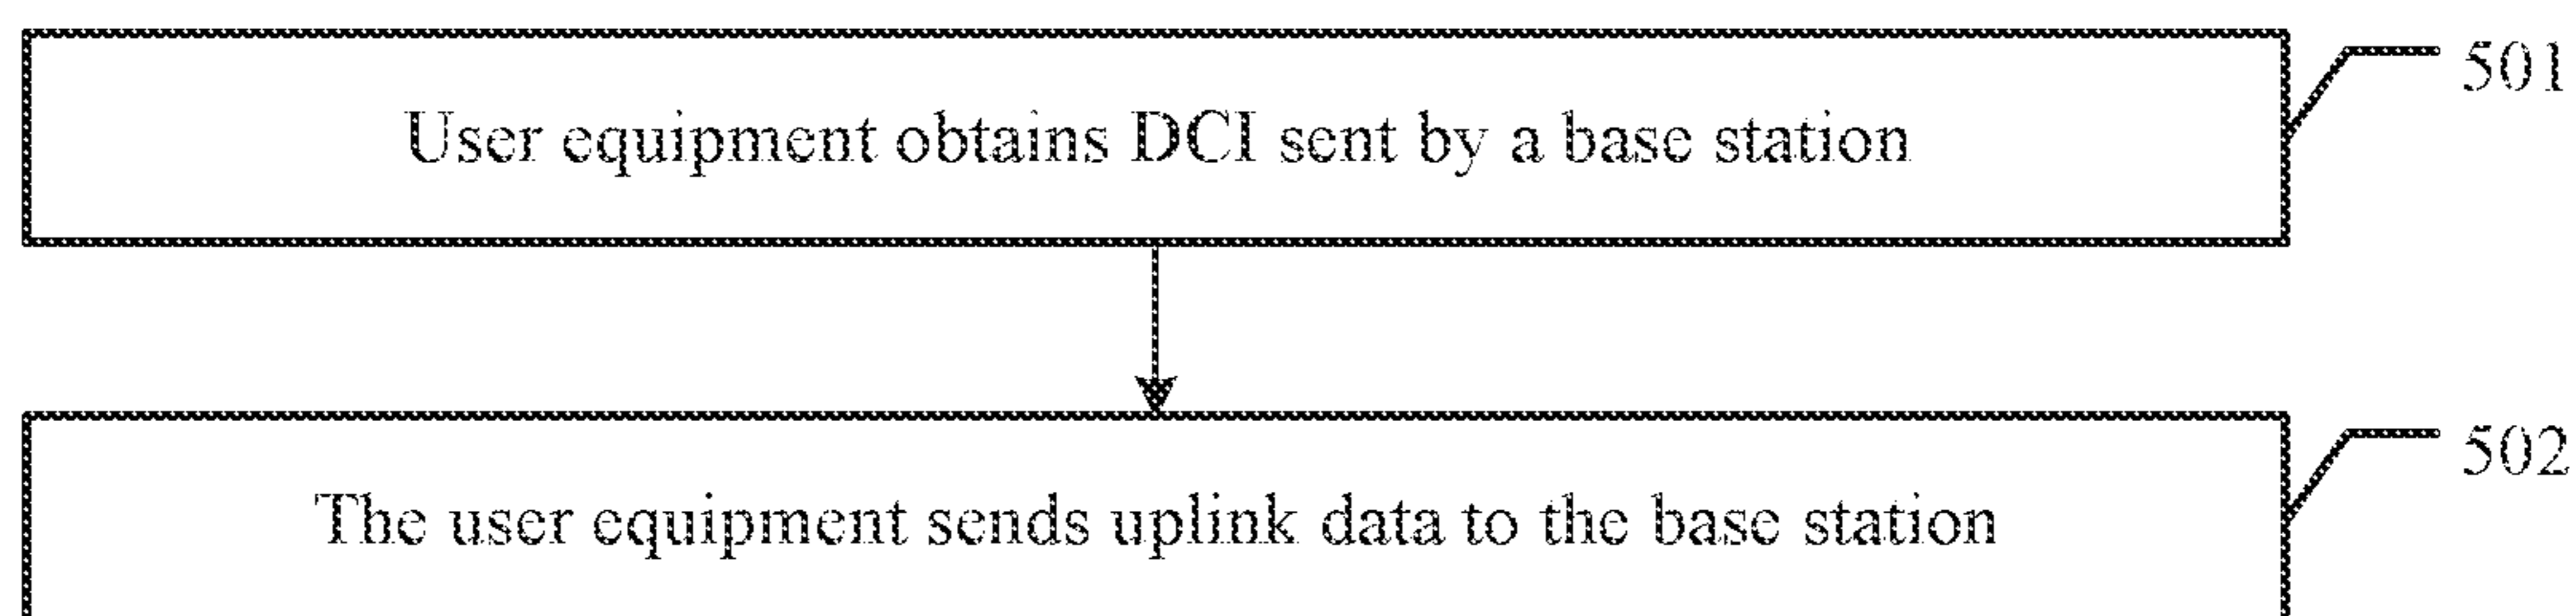 User equipment obtains DCI sent by a base station
501
The user equipment sends uplink data to the base station
502